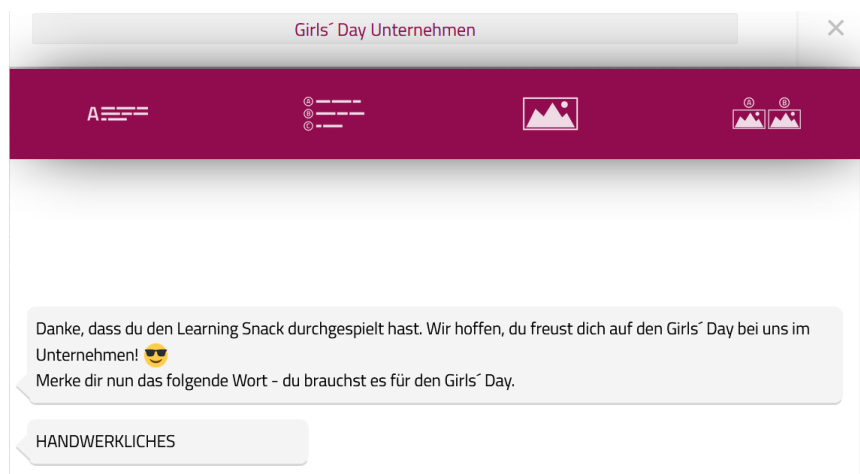 Girls´ Day Unternehmen
A
A
B
C
A B
Danke, dass du den Learning Snack durchgespielt hast. Wir hoffen, du freust dich auf den Girls´ Day bei uns im
Unternehmen! 😎
Merke dir nun das folgende Wort - du brauchst es für den Girls´ Day.
HANDWERKLICHES